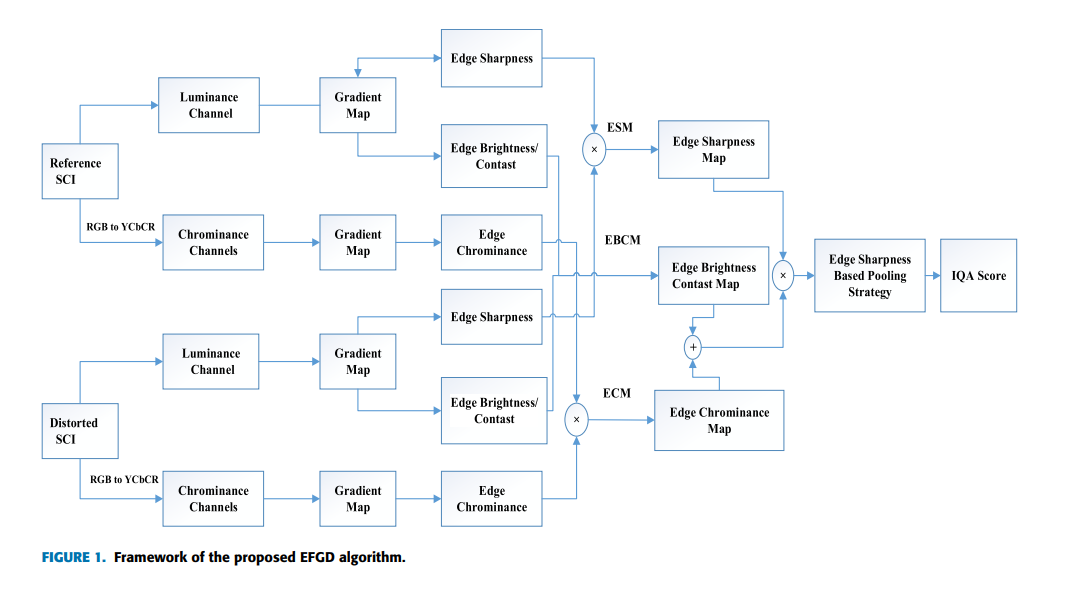 Edge Sharpness
Luminance
Channel
Gradient
Map
Edge Brightness/
Contast
×
ESM
Edge Sharpness
Map
Reference
SCI
RGB to YCbCR
Chrominance
Channels
Gradient
Map
Edge
Chrominance
EBCM
Edge Brightness
Contast Map
×
Edge Sharpness
Based Pooling
Strategy
IQA Score
Edge Sharpness
Luminance
Channel
Gradient
Map
+
Edge Brightness/
Contast
Distorted
SCI
×
ECM
Edge Chrominance
Map
RGB to YCbCR
Chrominance
Channels
Gradient
Map
Edge
Chrominance
FIGURE 1. Framework of the proposed EFGD algorithm.